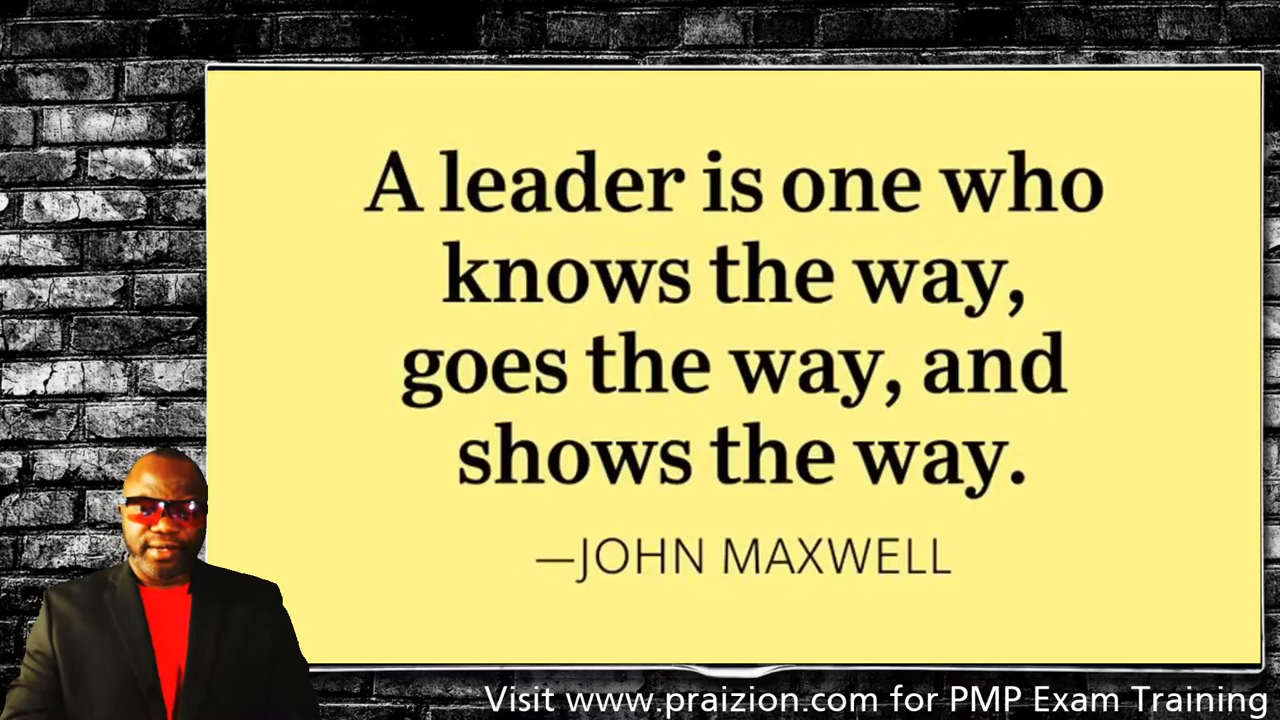 A leader is one who
knows the way,
goes the way, and
shows the way.
—JOHN MAXWELL
Visit www.praizion.com for PMP Exam Training